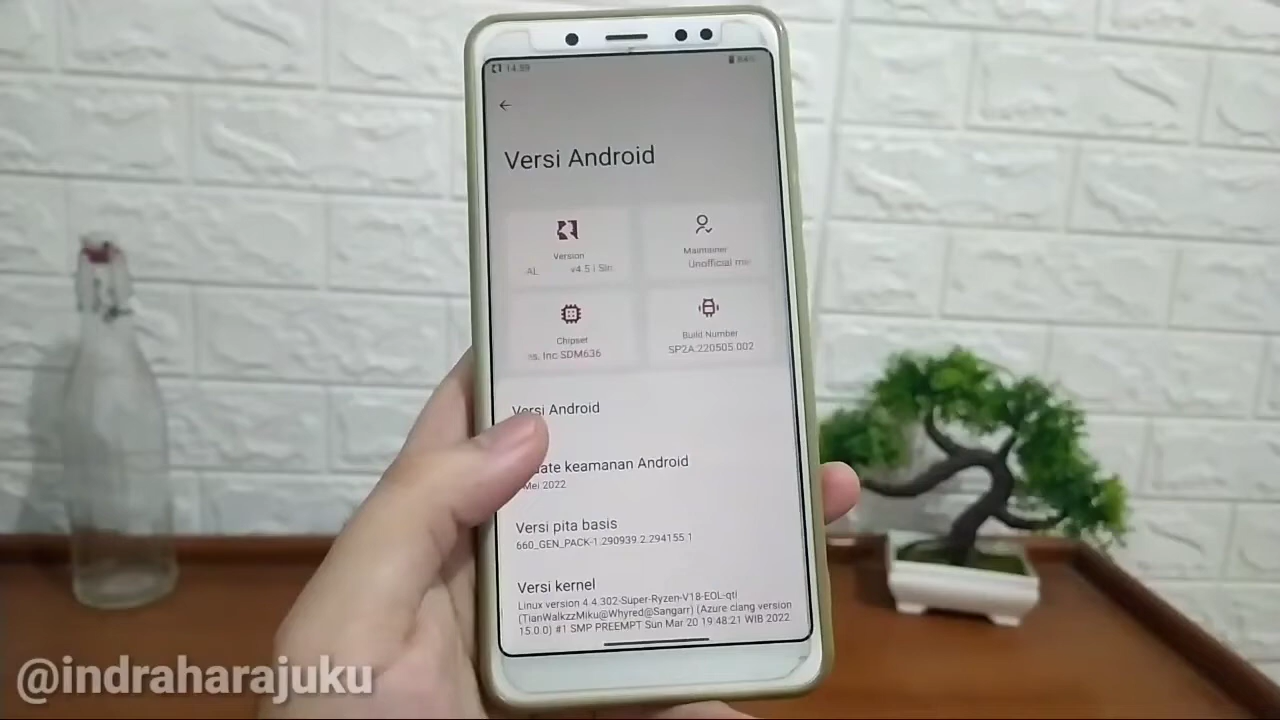 14.59
84%
Versi Android
Version
Maintainer
AL v4.5 | Sin
Unofficial
Chipset
Build Number
Inc SDM636
SP2A.220505.002
Versi Android
ate keamanan Android
Mei 2022
Versi pita basis
660_GEN_PACK-1.290939.2.294155.1
Versi kernel
Linux version 4.4.302-Super-Ryzen-V18-EOL-qti
(TianWalkzzMiku@Whyred@Sangarr) (Azure clang version
15.0.0) #1 SMP PREEMPT Sun Mar 20 19:48:21 WIB 2022
@indraharajuku